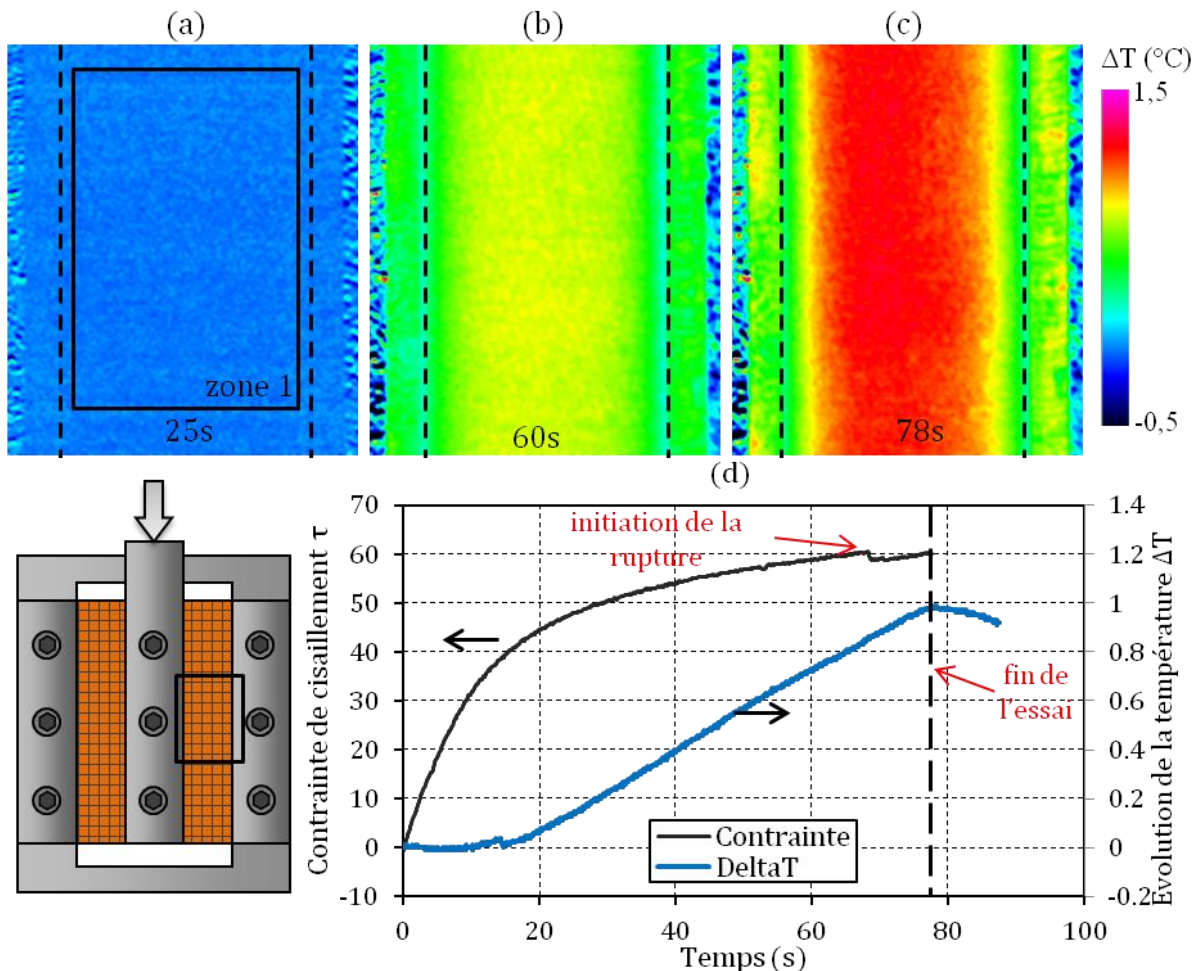 (a)
(b)
(c)
ΔT (°C)
1,5
-0,5
zone 1
25s
60s
78s
(d)
Contrainte de cisaillement τ
70
60
50
40
30
20
10
0
-10
initiation de la
rupture
fin de
l'essai
Contrainte
DeltaT
1.4
1.2
1
0.8
0.6
0.4
0.2
0
-0.2
Evolution de la température ΔT
0
20
40
60
80
100
Temps (s)